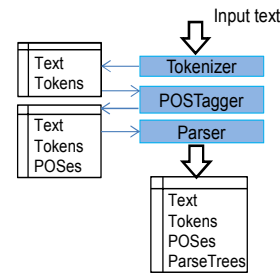 Input text
Text
Tokens
Tokenizer
POSTagger
Text
Tokens
POSes
Parser
Text
Tokens
POSes
ParseTrees